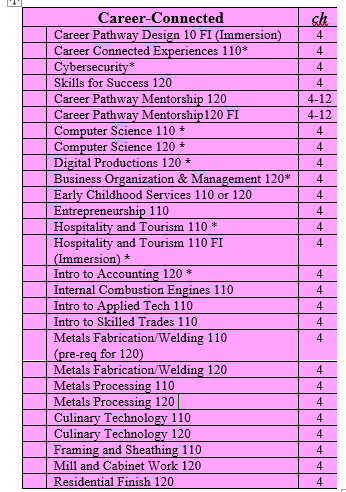 Career-Connected ch
Career Pathway Design 10 FI (Immersion) 4
Career Connected Experiences 110* 4
Cybersecurity* 4
Skills for Success 120 4
Career Pathway Mentorship 120 4-12
Career Pathway Mentorship120 FI 4-12
Computer Science 110 * 4
Computer Science 120 * 4
Digital Productions 120 * 4
Business Organization & Management 120* 4
Early Childhood Services 110 or 120 4
Entrepreneurship 110 4
Hospitality and Tourism 110 * 4
Hospitality and Tourism 110 FI 4
(Immersion) *
Intro to Accounting 120 * 4
Internal Combustion Engines 110 4
Intro to Applied Tech 110 4
Intro to Skilled Trades 110 4
Metals Fabrication/Welding 110 4
(pre-req for 120)
Metals Fabrication/Welding 120 4
Metals Processing 110 4
Metals Processing 120 4
Culinary Technology 110 4
Culinary Technology 120 4
Framing and Sheathing 110 4
Mill and Cabinet Work 120 4
Residential Finish 120 4